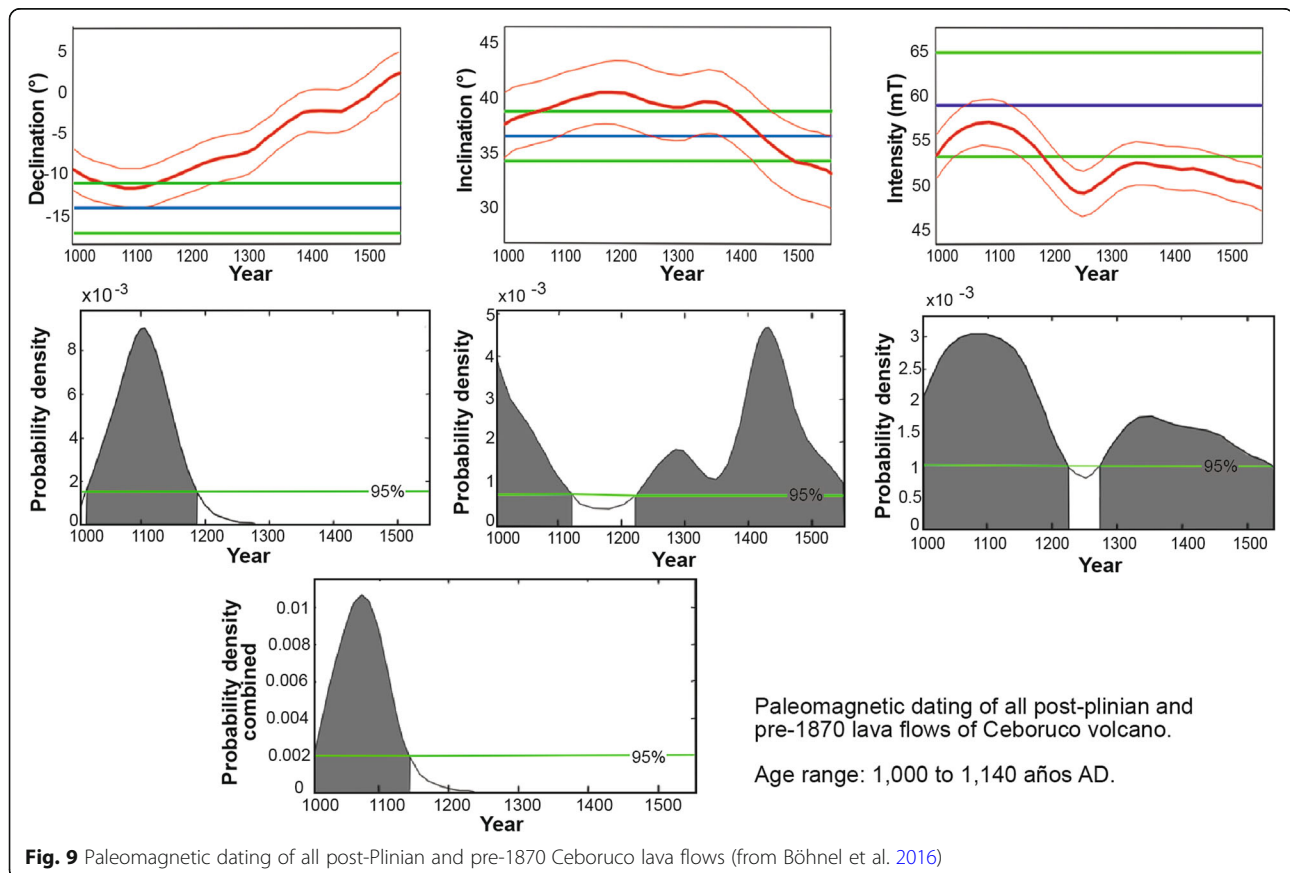 Declination (°)
5
0
-5
-10
-15
1000 1100 1200 1300 1400 1500
Year
Inclination (°)
45
40
35
30
1000 1100 1200 1300 1400 1500
Year
Intensity (mT)
65
60
55
50
45
1000 1100 1200 1300 1400 1500
Year
x10⁻³
Probability density
8
6
4
2
0
95%
1000 1100 1200 1300 1400 1500
Year
x10⁻³
Probability density
5
4
3
2
1
0
95%
1000 1100 1200 1300 1400 1500
Year
x10⁻³
Probability density
3
2.5
2
1.5
1
0.5
0
95%
1000 1100 1200 1300 1400 1500
Year
Probability density
combined
0.01
0.008
0.006
0.004
0.002
0
95%
1000 1100 1200 1300 1400 1500
Year
Paleomagnetic dating of all post-plinian and
pre-1870 lava flows of Ceboruco volcano.
Age range: 1,000 to 1,140 años AD.
Fig. 9 Paleomagnetic dating of all post-Plinian and pre-1870 Ceboruco lava flows (from Böhnel et al. 2016)